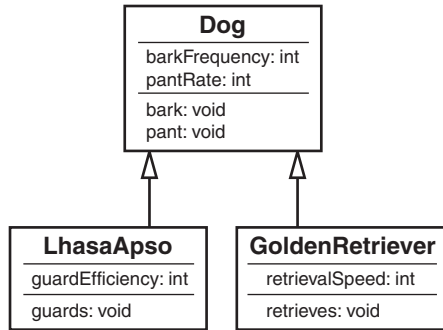 Dog
barkFrequency: int
pantRate: int
bark: void
pant: void
LhasaApso
guardEfficiency: int
guards: void
GoldenRetriever
retrievalSpeed: int
retrieves: void